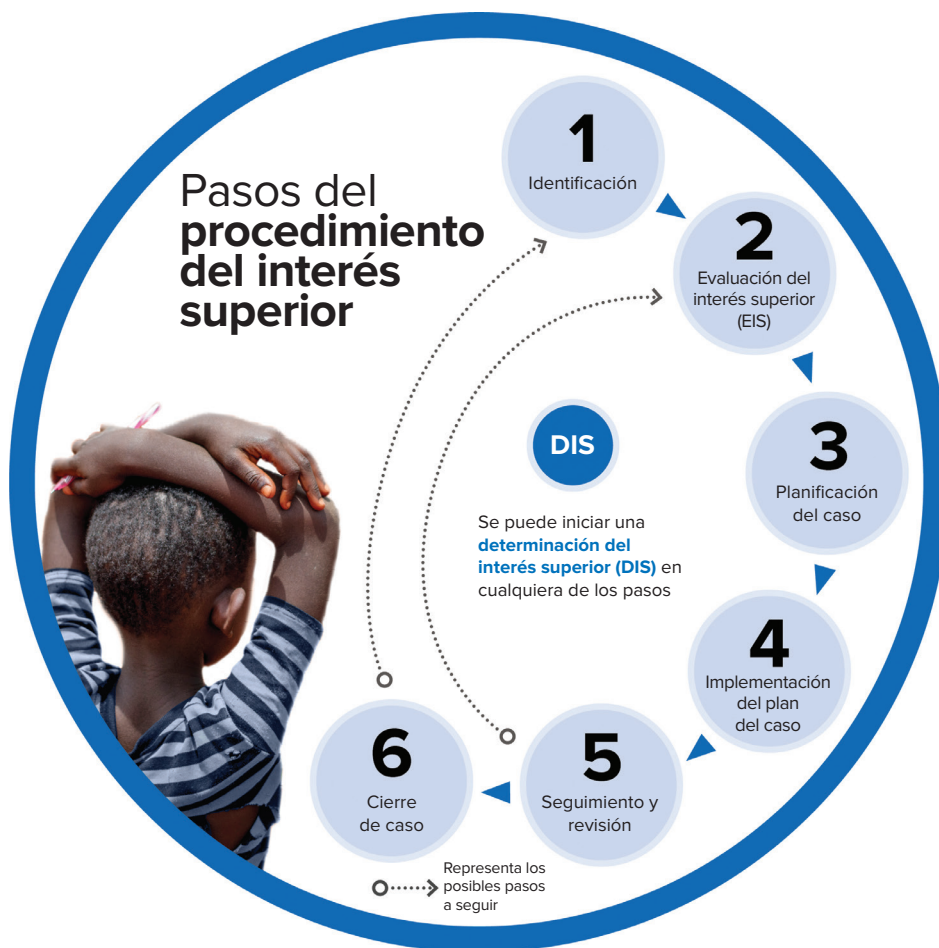 Pasos del
procedimiento
del interés
superior
1
Identificación
2
Evaluación del
interés superior
(EIS)
3
Planificación
del caso
4
Implementación
del plan
del caso
5
Seguimiento y
revisión
6
Cierre
de caso
DIS
Se puede iniciar una
determinación del
interés superior (DIS) en
cualquiera de los pasos
Representa los
posibles pasos
a seguir